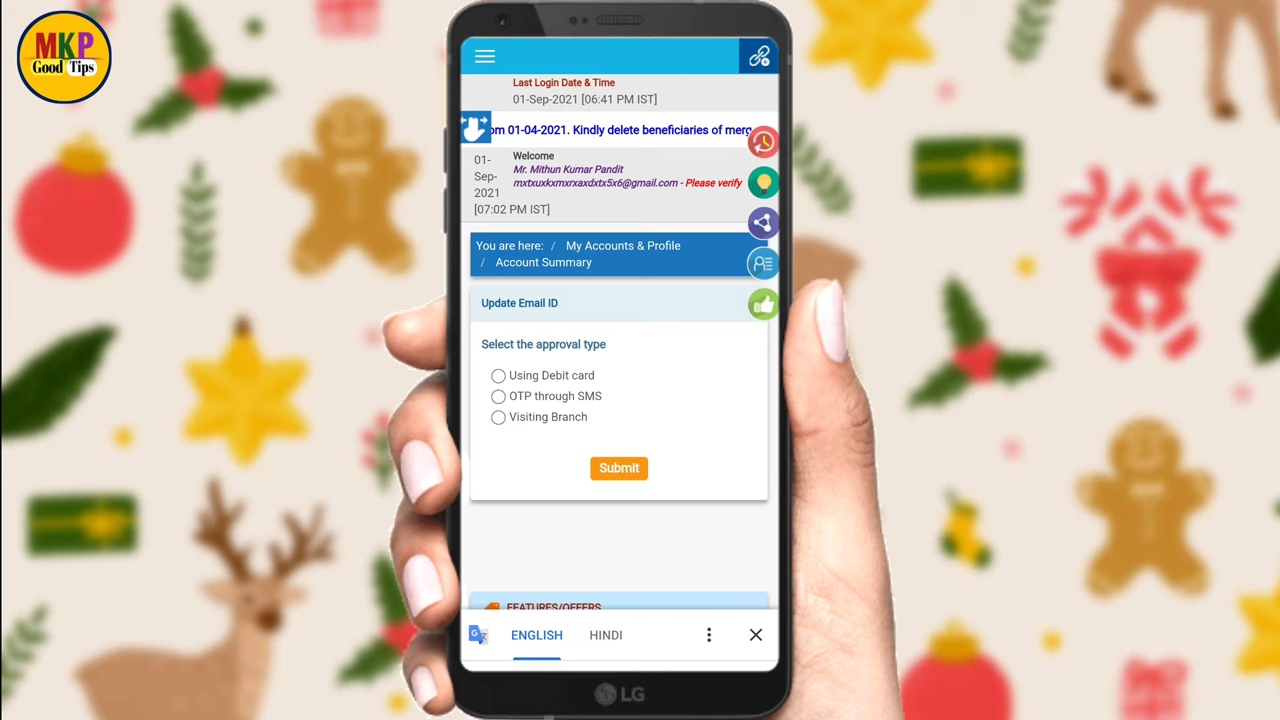 MKP
Good Tips
Last Login Date & Time
01-Sep-2021 [06:41 PM IST]
om 01-04-2021. Kindly delete beneficiaries of merg
01-
Sep-
2021
[07:02 PM IST]
Welcome
Mr. Mithun Kumar Pandit
mxtxuxkxmxrxaxdxtx5x6@gmail.com - Please verify
You are here: / My Accounts & Profile
/ Account Summary
Update Email ID
Select the approval type
Using Debit card
OTP through SMS
Visiting Branch
Submit
FEATURES/OFFERS
G
ENGLISH HINDI
LG